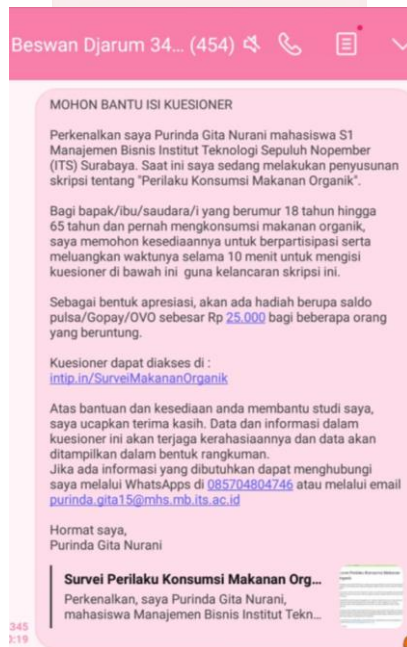 Beswan Djarum 34... (454)
MOHON BANTU ISI KUESIONER
Perkenalkan saya Purinda Gita Nurani mahasiswa S1
Manajemen Bisnis Institut Teknologi Sepuluh Nopember
(ITS) Surabaya. Saat ini saya sedang melakukan penyusunan
skripsi tentang "Perilaku Konsumsi Makanan Organik".
Bagi bapak/ibu/saudara/i yang berumur 18 tahun hingga
65 tahun dan pernah mengkonsumsi makanan organik,
saya memohon kesediaannya untuk berpartisipasi serta
meluangkan waktunya selama 10 menit untuk mengisi
kuesioner di bawah ini guna kelancaran skripsi ini.
Sebagai bentuk apresiasi, akan ada hadiah berupa saldo
pulsa/Gopay/OVO sebesar Rp 25.000 bagi beberapa orang
yang beruntung.
Kuesioner dapat diakses di :
intip.in/SurveiMakananOrganik
Atas bantuan dan kesediaan anda membantu studi saya,
saya ucapkan terima kasih. Data dan informasi dalam
kuesioner ini akan terjaga kerahasiaannya dan data akan
ditampilkan dalam bentuk rangkuman.
Jika ada informasi yang dibutuhkan dapat menghubungi
saya melalui WhatsApps di 085704804746 atau melalui email
purinda.gita15@mhs.mb.its.ac.id
Hormat saya,
Purinda Gita Nurani
Survei Perilaku Konsumsi Makanan Org...
Perkenalkan, saya Purinda Gita Nurani,
mahasiswa Manajemen Bisnis Institut Tekn...
345
0:19